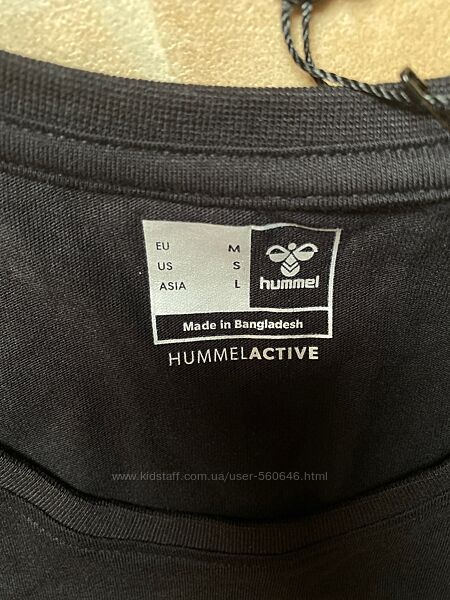 EU M
US S
ASIA L
hummel
Made in Bangladesh
HUMMELACTIVE
www.kidstaff.com.ua/user-560646.html